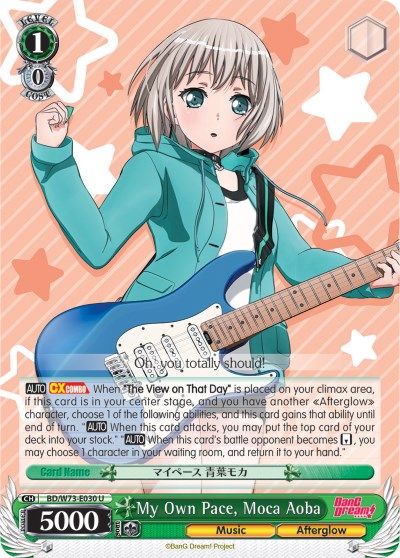 LEVEL
1
0
COST
Oh, you totally should!
AUTO CX COMBO When "The View on That Day" is placed on your climax area,
if this card is in your center stage, and you have another «Afterglow»
character, choose 1 of the following abilities, and this card gains that ability until
end of turn. "AUTO When this card attacks, you may put the top card of your
deck into your stock." "AUTO When this card's battle opponent becomes, you
may choose 1 character in your waiting room, and return it to your hand."
Card Name
マイペース 青葉モカ
CH BD/W73-E030 U
POWER
5000
My Own Pace, Moca Aoba
BanG Dream!
Music
Afterglow
©BanG Dream! Project